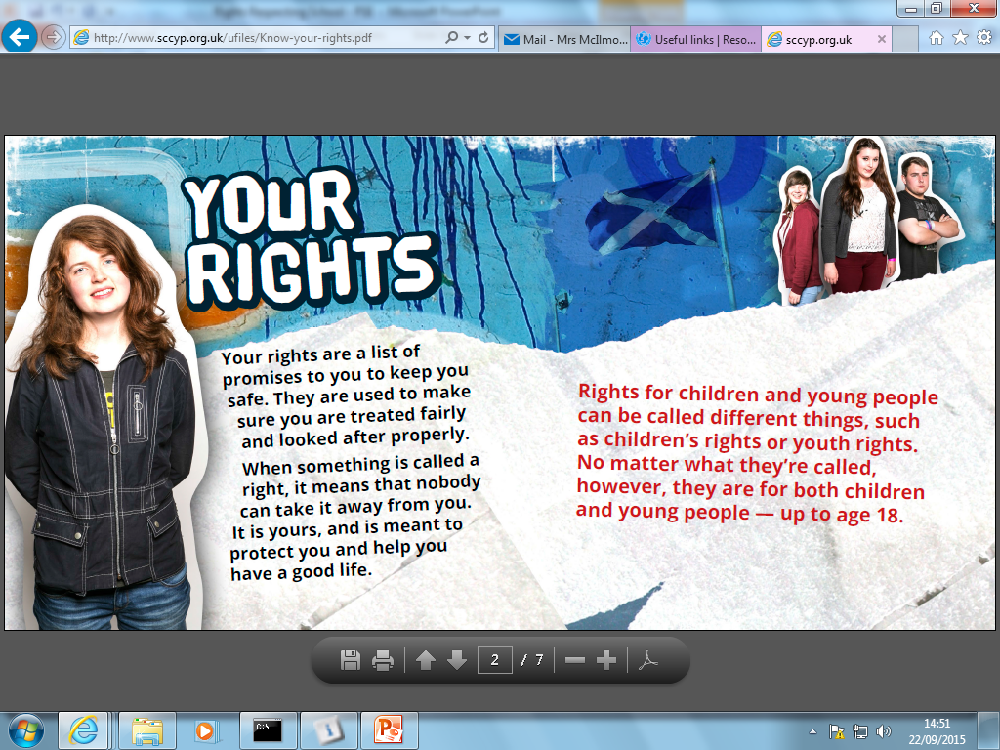 http://www.sccyp.org.uk/ufiles/Know-your-rights.pdf
Mail - Mrs McIlmo...
Useful links | Reso...
sccyp.org.uk
YOUR
RIGHTS
Your rights are a list of
promises to you to keep you
safe. They are used to make
sure you are treated fairly
and looked after properly.
When something is called a
right, it means that nobody
can take it away from you.
It is yours, and is meant to
protect you and help you
have a good life.
Rights for children and young people
can be called different things, such
as children’s rights or youth rights.
No matter what they’re called,
however, they are for both children
and young people — up to age 18.
2 / 7
14:51
22/09/2015